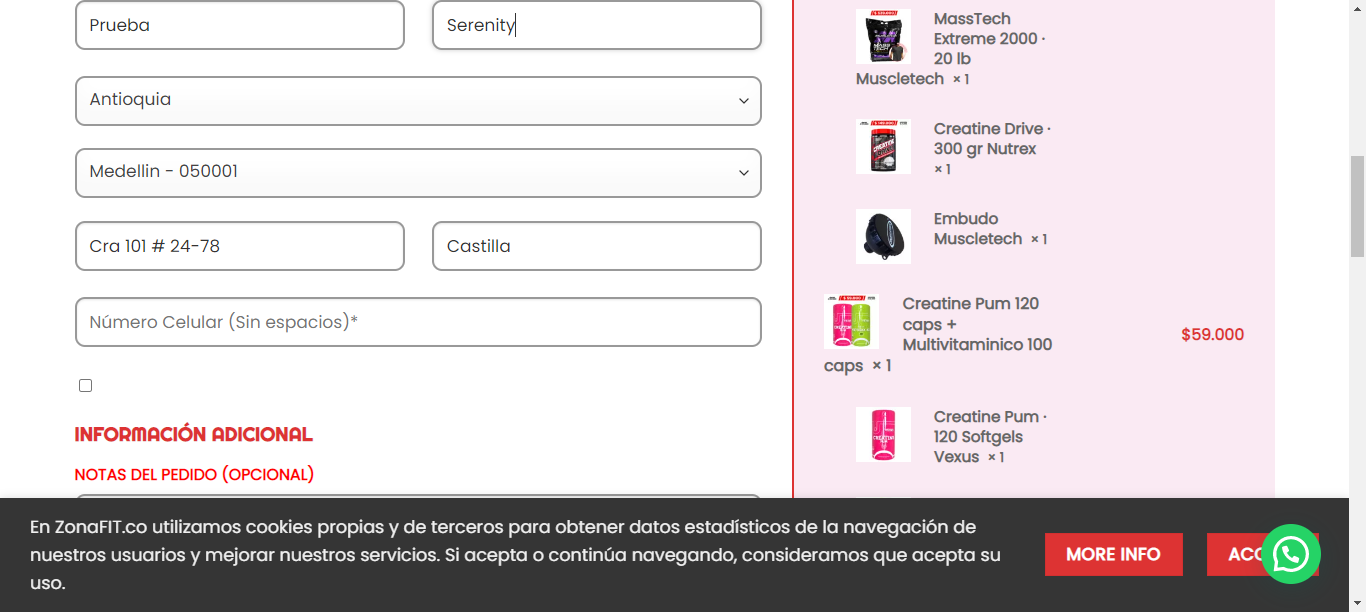 Prueba
Serenity
Antioquia
Medellin - 050001
Cra 101 # 24-78
Castilla
Número Celular (Sin espacios)*
INFORMACIÓN ADICIONAL
NOTAS DEL PEDIDO (OPCIONAL)
MassTech
Extreme 2000 ·
20 lb
Muscletech × 1
Creatine Drive ·
300 gr Nutrex
× 1
Embudo
Muscletech × 1
Creatine Pum 120
caps +
Multivitaminico 100
caps × 1
$59.000
Creatine Pum ·
120 Softgels
Vexus × 1
En ZonaFIT.co utilizamos cookies propias y de terceros para obtener datos estadísticos de la navegación de
nuestros usuarios y mejorar nuestros servicios. Si acepta o continúa navegando, consideramos que acepta su
uso.
MORE INFO